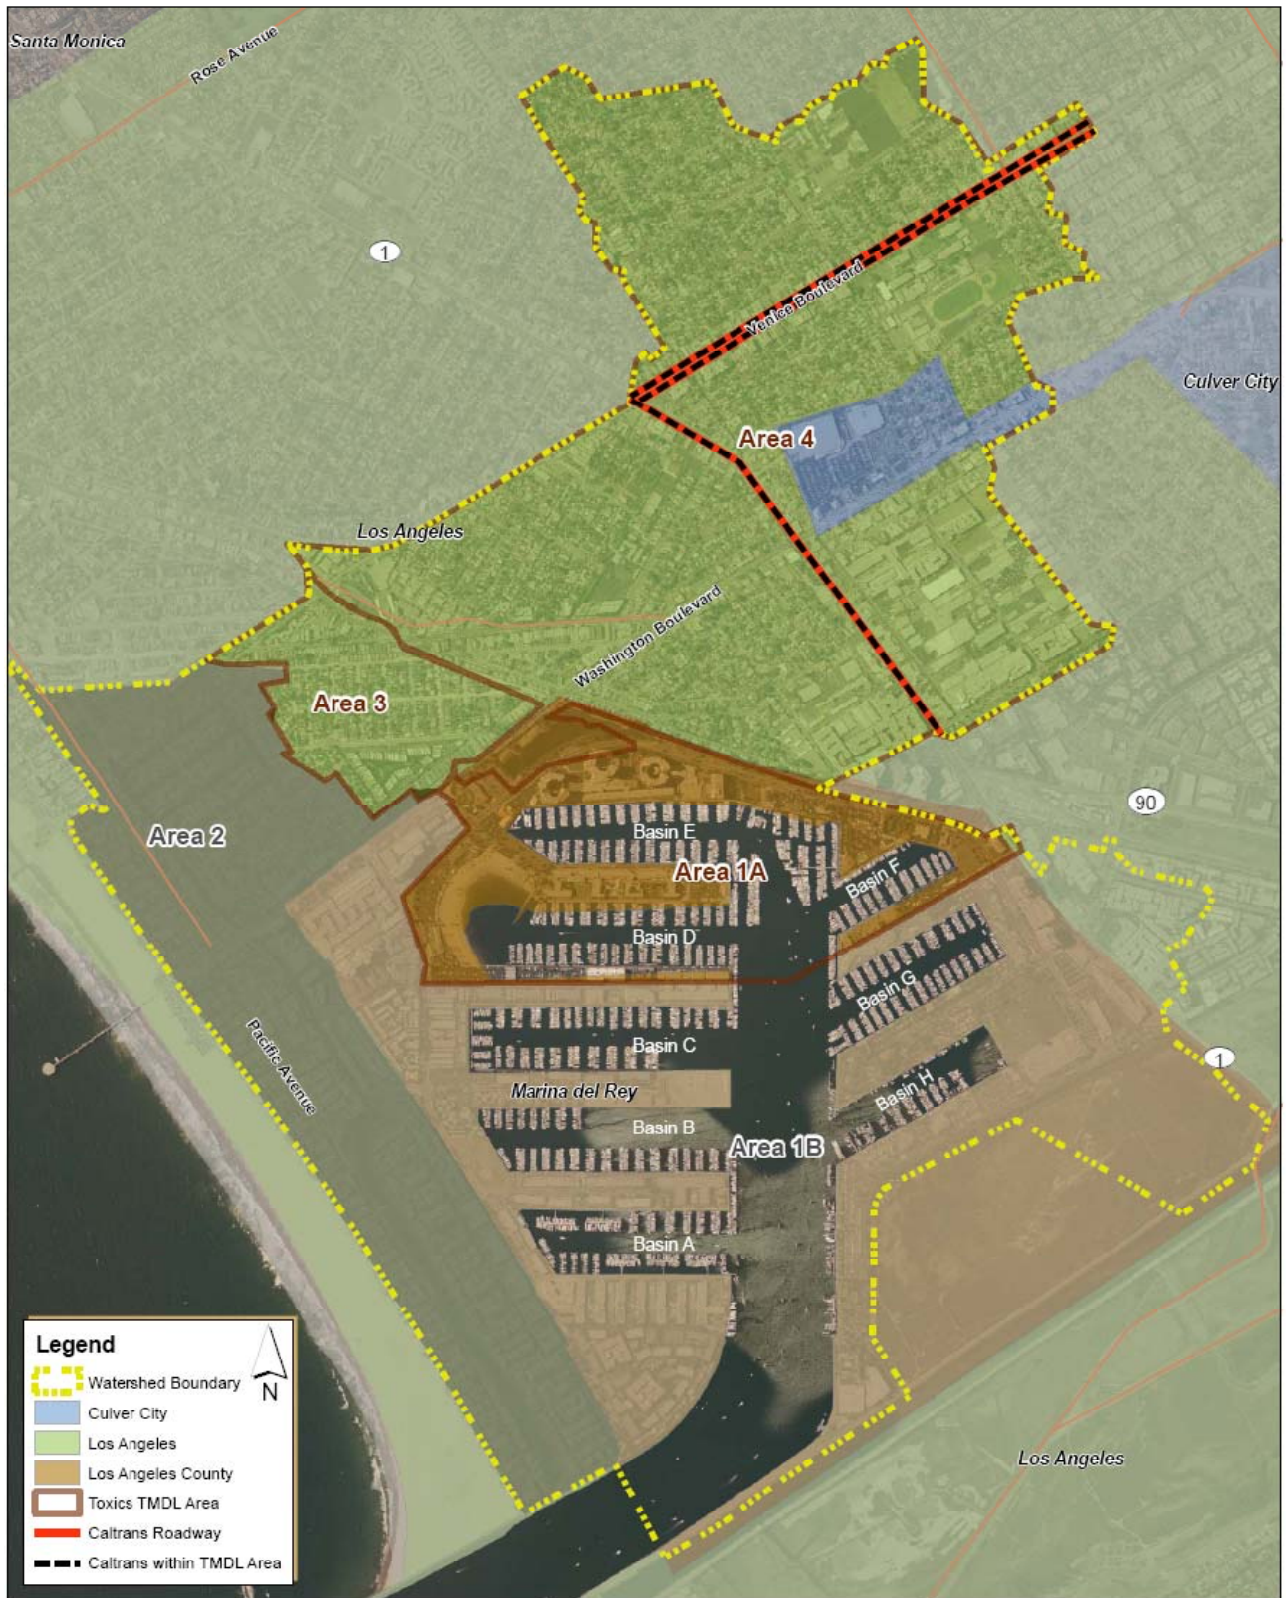 Santa Monica
Rose Avenue
1
Venice Boulevard
Culver City
Area 4
Los Angeles
Washington Boulevard
Area 3
90
Area 2
Basin E
Area 1A
Basin F
Basin D
Basin G
Basin C
1
Pacific Avenue
Marina del Rey
Basin H
Basin B
Area 1B
Basin A
Legend
N
Watershed Boundary
Culver City
Los Angeles
Los Angeles County
Toxics TMDL Area
Caltrans Roadway
Caltrans within TMDL Area
Los Angeles